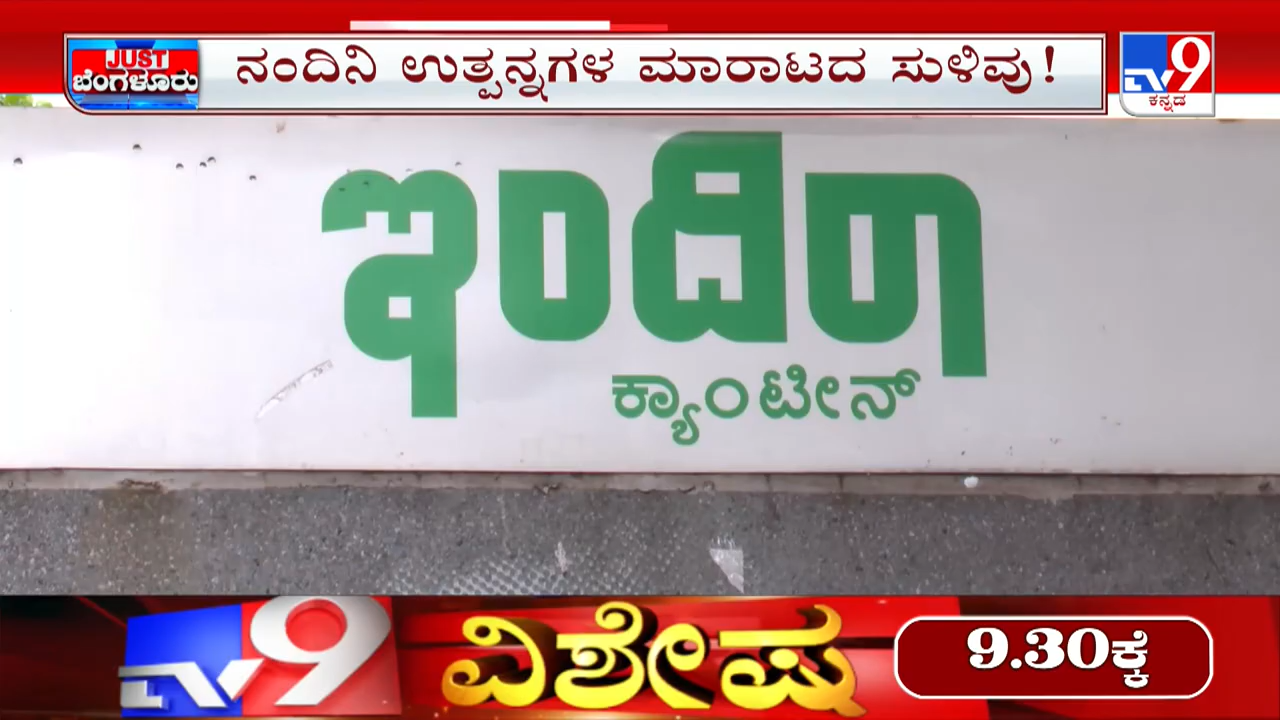 JUST
ಬೆಂಗಳೂರು
ನಂದಿನಿ ಉತ್ಪನ್ನಗಳ ಮಾರಾಟದ ಸುಳಿವು!
TV9
ಕನ್ನಡ
ಇಂದಿರಾ
ಕ್ಯಾಂಟೀನ್
TV9
ವಿಶೇಷ
9.30ಕ್ಕೆ